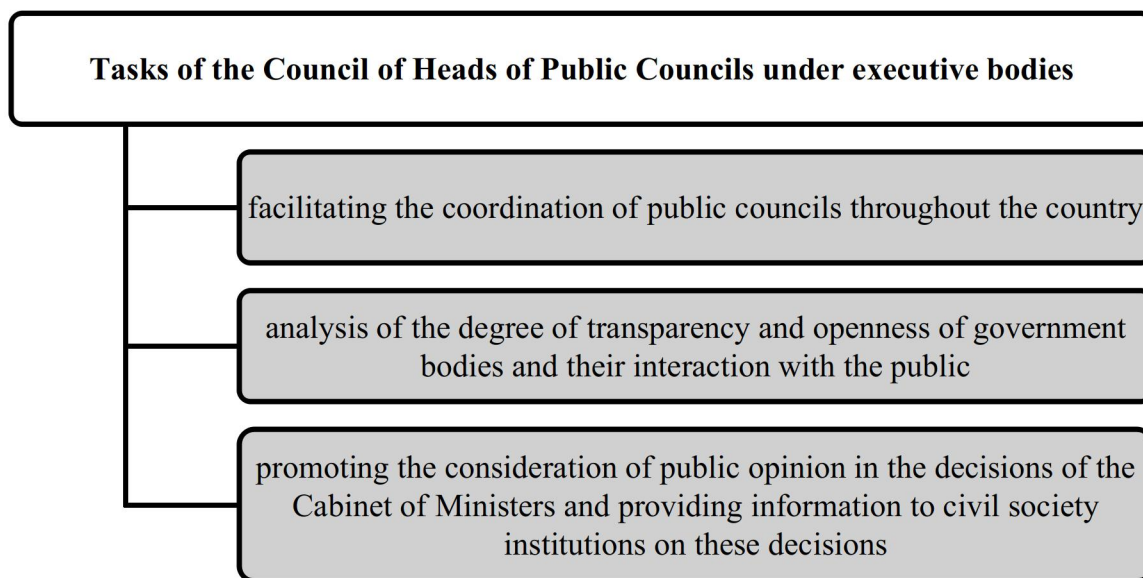 Tasks of the Council of Heads of Public Councils under executive bodies
facilitating the coordination of public councils throughout the country
analysis of the degree of transparency and openness of government
bodies and their interaction with the public
promoting the consideration of public opinion in the decisions of the
Cabinet of Ministers and providing information to civil society
institutions on these decisions